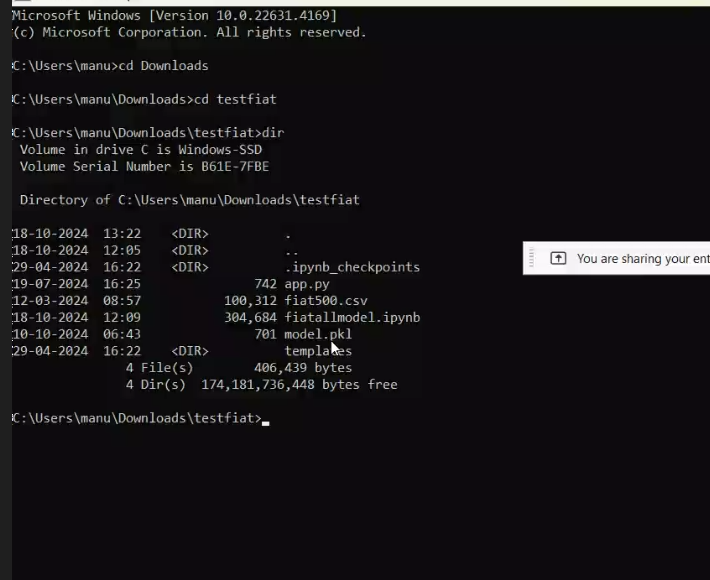 Microsoft Windows [Version 10.0.22631.4169]
(c) Microsoft Corporation. All rights reserved.
C:\Users\manu>cd Downloads
C:\Users\manu\Downloads>cd testfiat
C:\Users\manu\Downloads\testfiat>dir
Volume in drive C is Windows-SSD
Volume Serial Number is B61E-7FBE
Directory of C:\Users\manu\Downloads\testfiat
18-10-2024  13:22    <DIR>          .
18-10-2024  12:05    <DIR>          ..
29-04-2024  16:22    <DIR>          .ipynb_checkpoints
19-07-2024  16:25               742 app.py
12-03-2024  08:57           100,312 fiat500.csv
18-10-2024  12:09           304,684 fiatallmodel.ipynb
10-10-2024  06:43               701 model.pkl
29-04-2024  16:22    <DIR>          templates
4 File(s)        406,439 bytes
4 Dir(s)  174,181,736,448 bytes free
C:\Users\manu\Downloads\testfiat>
You are sharing your ent